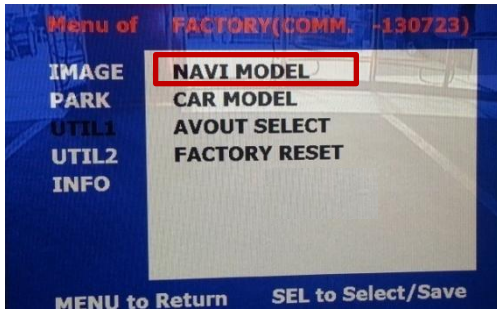 Menu of FACTORY(COMM. -130723)
IMAGE NAVI MODEL
PARK CAR MODEL
UTIL1 AVOUT SELECT
UTIL2 FACTORY RESET
INFO
MENU to Return SEL to Select/Save